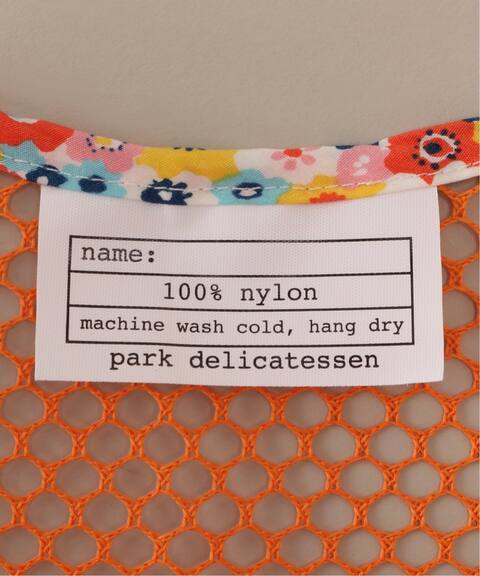 name:
100% nylon
machine wash cold, hang dry
park delicatessen